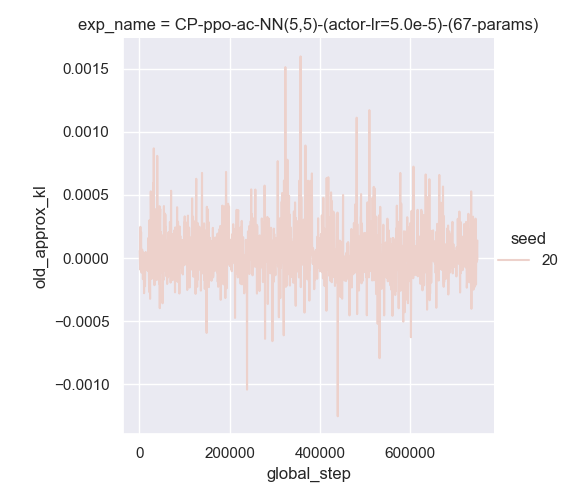 exp_name = CP-ppo-ac-NN(5,5)-(actor-lr=5.0e-5)-(67-params)
0.0015
0.0010
0.0005
0.0000
−0.0005
−0.0010
old_approx_kl
0
200000
400000
600000
global_step
seed
20